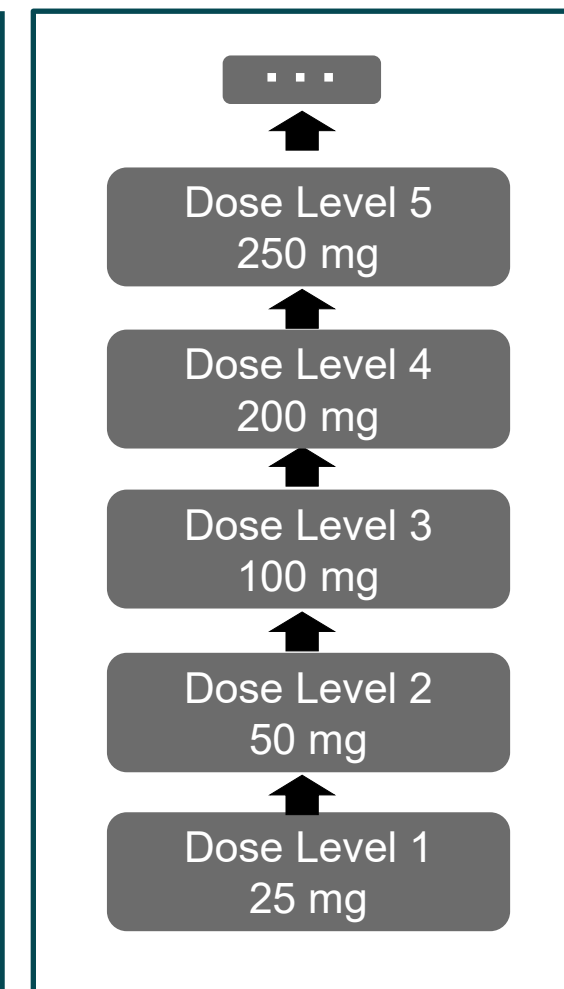 ...
Dose Level 5
250 mg
Dose Level 4
200 mg
Dose Level 3
100 mg
Dose Level 2
50 mg
Dose Level 1
25 mg